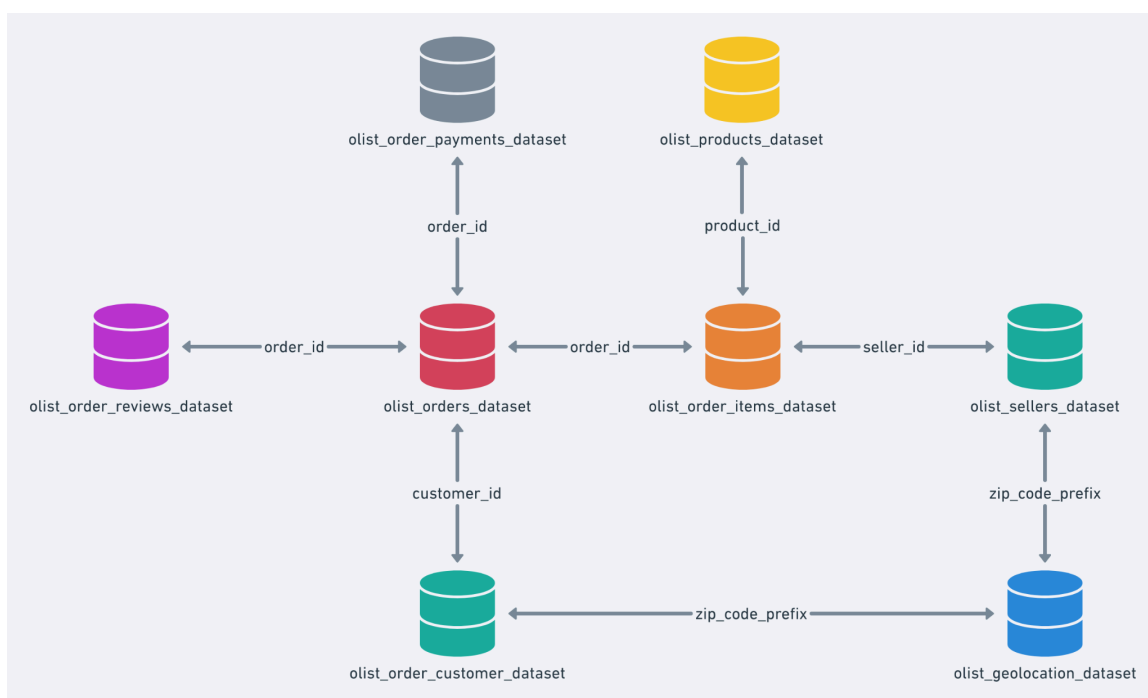 olist_order_payments_dataset
olist_products_dataset
order_id
product_id
order_id
order_id
seller_id
olist_order_reviews_dataset
olist_orders_dataset
olist_order_items_dataset
olist_sellers_dataset
customer_id
zip_code_prefix
zip_code_prefix
olist_order_customer_dataset
olist_geolocation_dataset